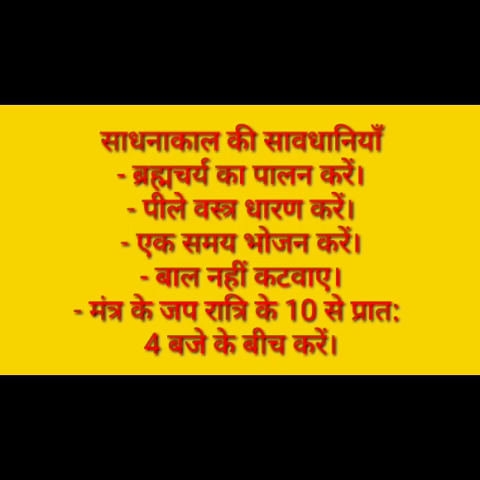 साधनाकाल की सावधानियाँ
- ब्रह्मचर्य का पालन करें।
- पीले वस्त्र धारण करें।
- एक समय भोजन करें।
- बाल नहीं कटवाए।
- मंत्र के जप रात्रि के 10 से प्रात:
4 बजे के बीच करें।